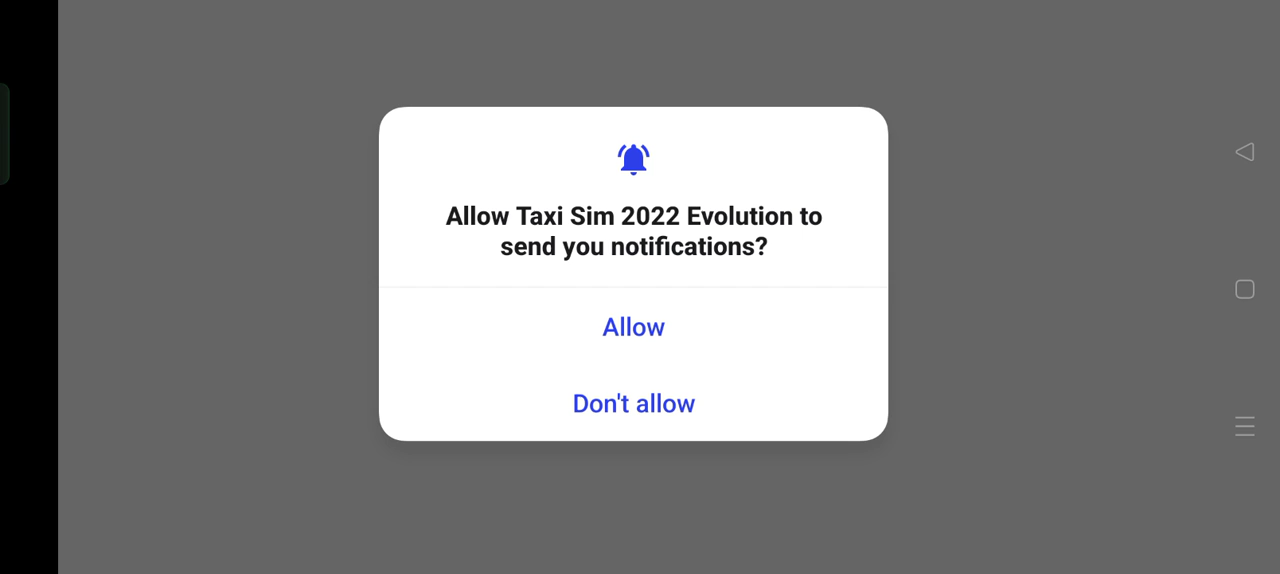 Allow Taxi Sim 2022 Evolution to
send you notifications?
Allow
Don't allow